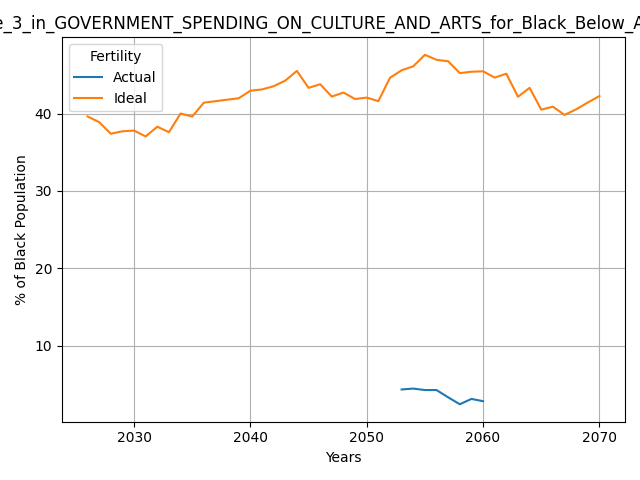 e_3_in_GOVERNMENT_SPENDING_ON_CULTURE_AND_ARTS_for_Black_Below_A
Fertility
Actual
Ideal
% of Black Population
40
30
20
10
2030 2040 2050 2060 2070
Years